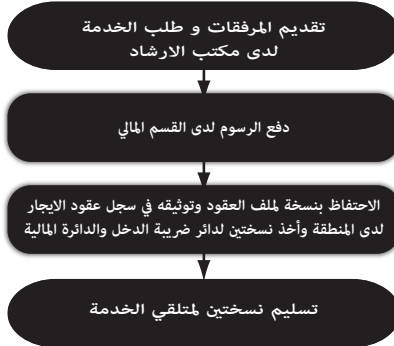 تقديم المرفقات و طلب الخدمة
لدى مكتب الارشاد
دفع الرسوم لدى القسم المالي
الاحتفاظ بنسخة لملف العقود وتوثيقه في سجل عقود الايجار
لدى المنطقة وأخذ نسختين لدائر ضريبة الدخل والدائرة المالية
تسليم نسختين لمتلقي الخدمة